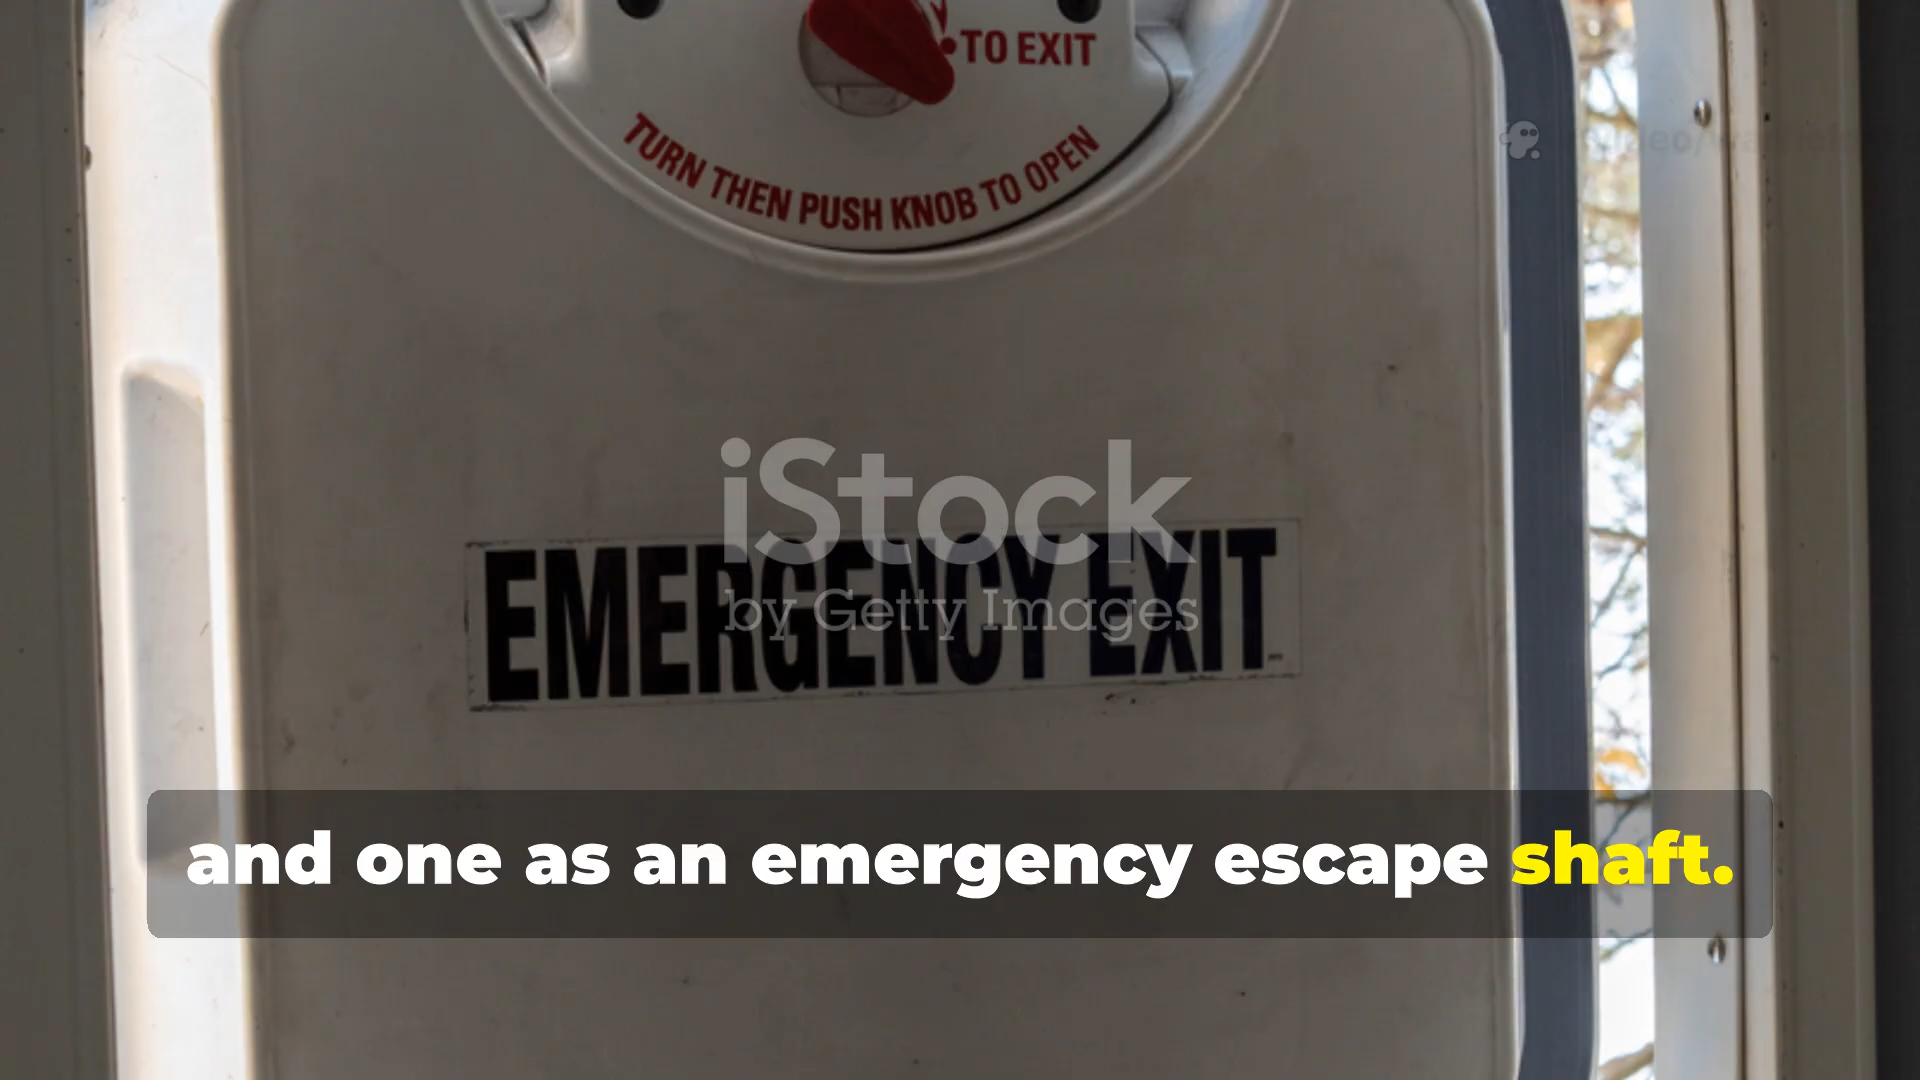 TO EXIT
TURN THEN PUSH KNOB TO OPEN
iStock
EMERGENCY EXIT
by Getty Images
and one as an emergency escape shaft.